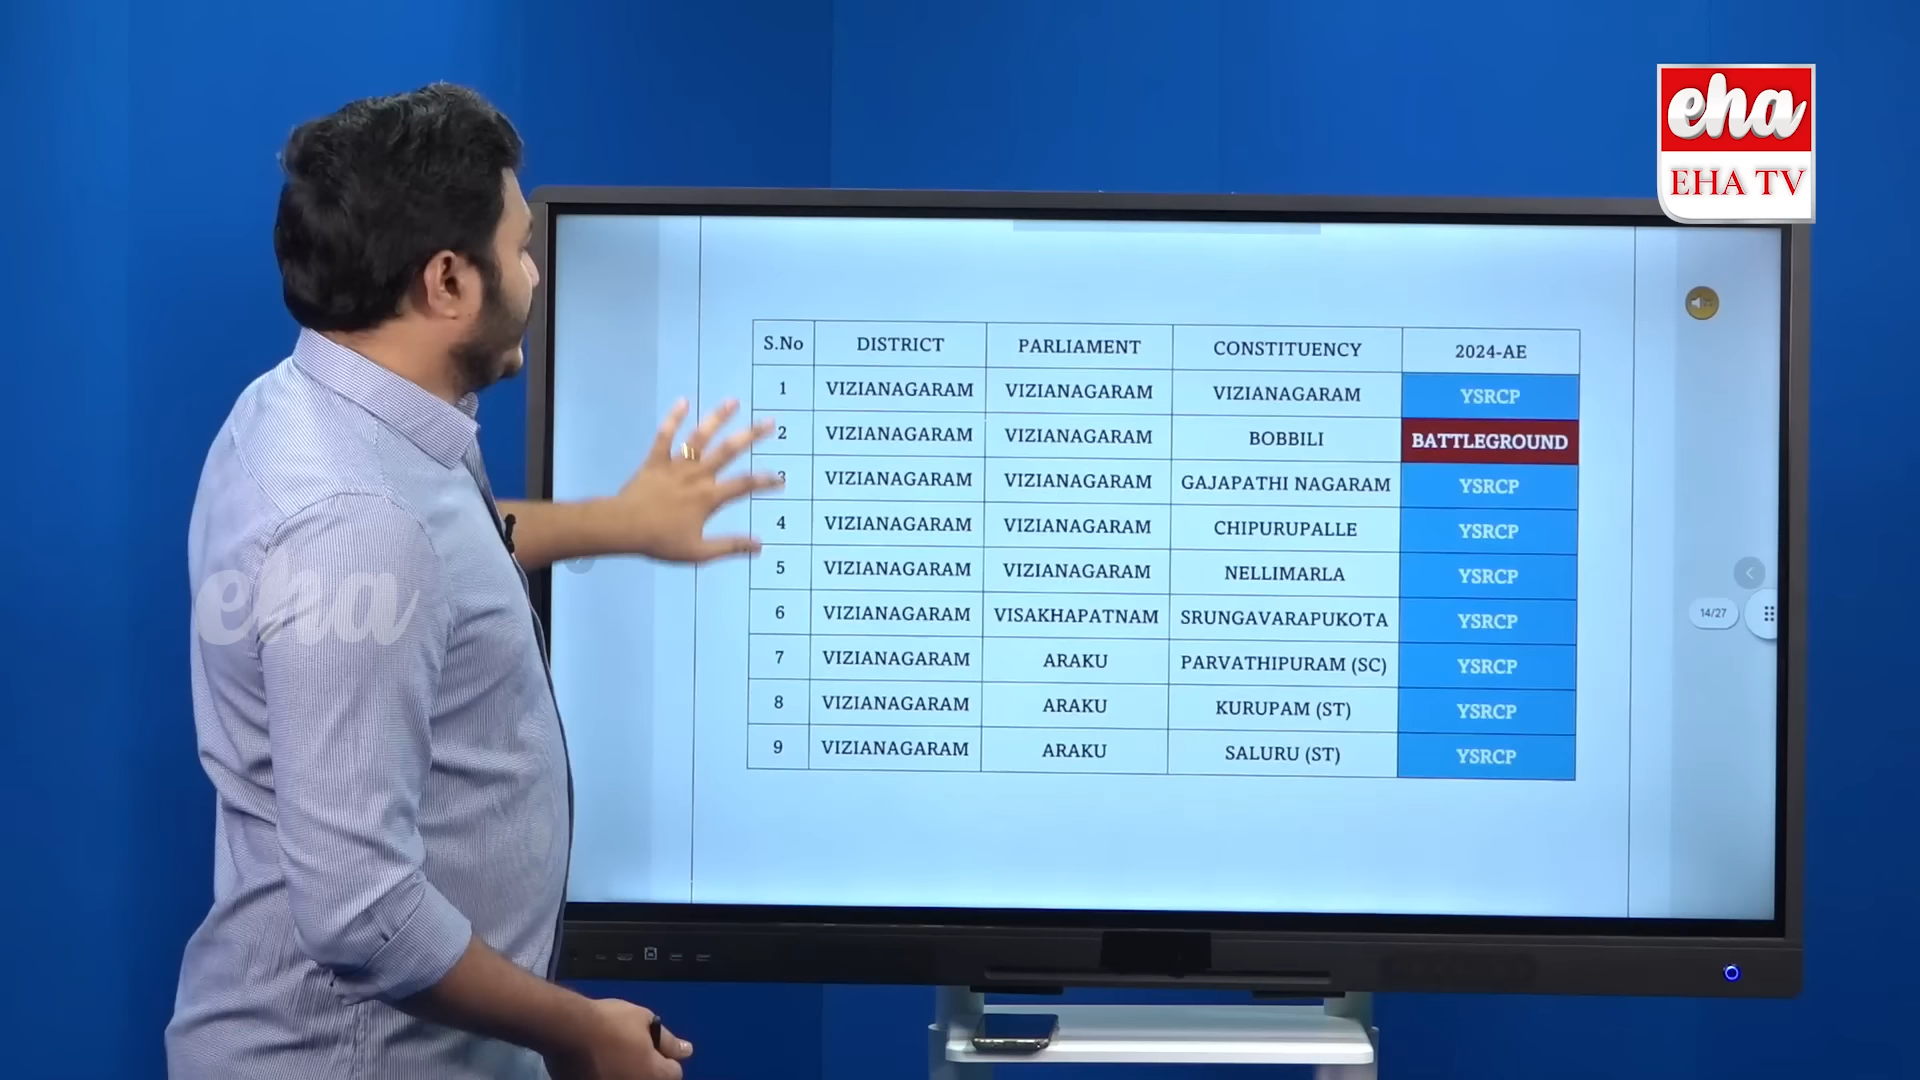 eha
EHA TV
S.No DISTRICT PARLIAMENT CONSTITUENCY 2024-AE
1 VIZIANAGARAM VIZIANAGARAM VIZIANAGARAM YSRCP
2 VIZIANAGARAM VIZIANAGARAM BOBBILI BATTLEGROUND
3 VIZIANAGARAM VIZIANAGARAM GAJAPATHI NAGARAM YSRCP
4 VIZIANAGARAM VIZIANAGARAM CHIPURUPALLE YSRCP
5 VIZIANAGARAM VIZIANAGARAM NELLIMARLA YSRCP
6 VIZIANAGARAM VISAKHAPATNAM SRUNGAVARAPUKOTA YSRCP
7 VIZIANAGARAM ARAKU PARVATHIPURAM (SC) YSRCP
8 VIZIANAGARAM ARAKU KURUPAM (ST) YSRCP
9 VIZIANAGARAM ARAKU SALURU (ST) YSRCP
14/27
eha